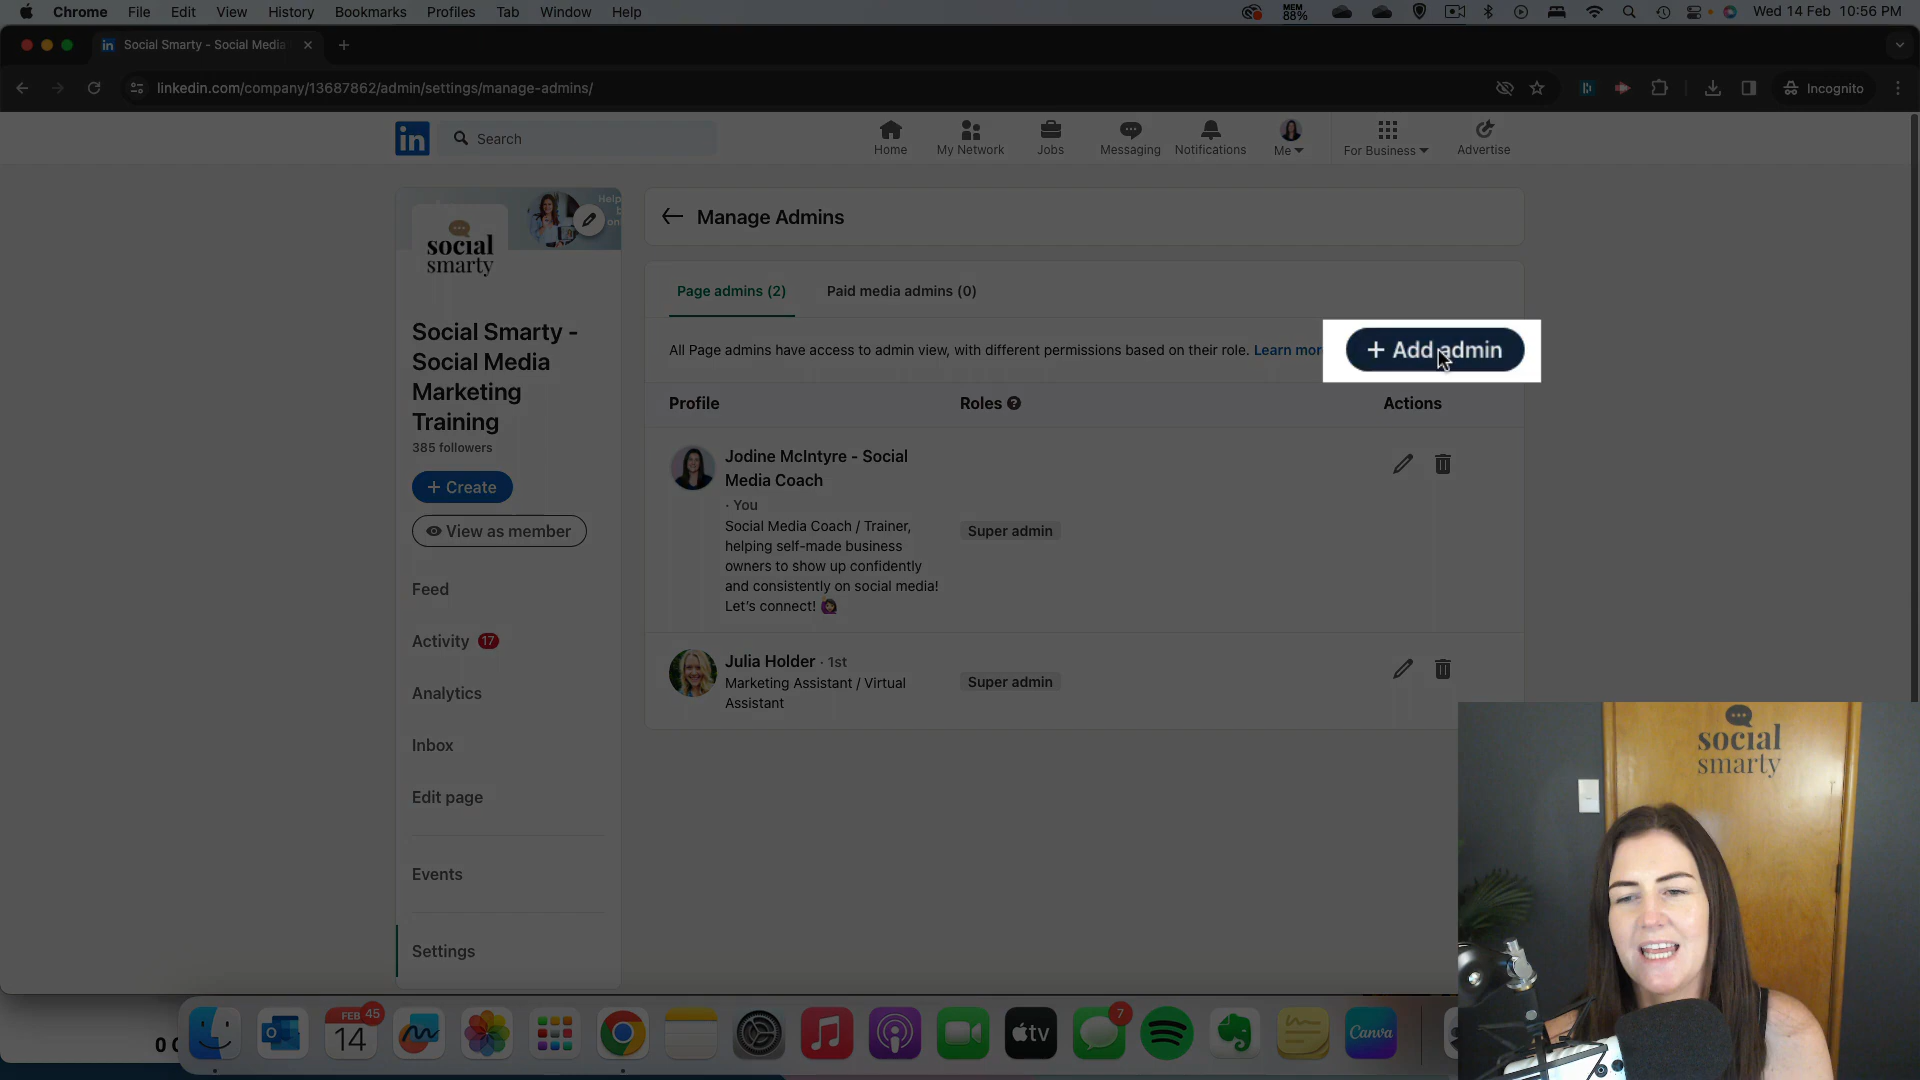 Chrome File Edit View History Bookmarks Profiles Tab Window Help
MEM
88%
Wed 14 Feb 10:56 PM
Social Smarty - Social Media
linkedin.com/company/13687862/admin/settings/manage-admins/
Incognito
in
Search
Home
My Network
Jobs
Messaging
Notifications
Me
For Business
Advertise
social
smarty
Social Smarty -
Social Media
Marketing
Training
385 followers
+ Create
View as member
Feed
Activity 17
Analytics
Inbox
Edit page
Events
Settings
Manage Admins
Page admins (2)
Paid media admins (0)
All Page admins have access to admin view, with different permissions based on their role. Learn mor
+ Add admin
Profile Roles Actions
Jodine McIntyre - Social
Media Coach
· You
Social Media Coach / Trainer,
helping self-made business
owners to show up confidently
and consistently on social media!
Let's connect!
Super admin
Julia Holder · 1st
Marketing Assistant / Virtual
Assistant
Super admin
social
smarty
FEB 45
14
tv
7
Canva